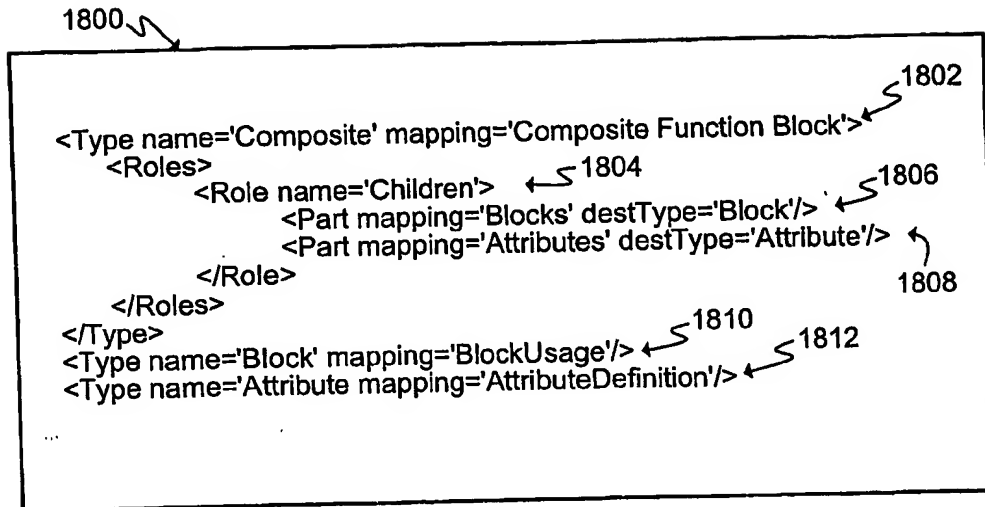 1800
1802
<Type name='Composite' mapping='Composite Function Block'>
<Roles>
<Role name='Children'>
1804
1806
<Part mapping='Blocks' destType='Block'/>
<Part mapping='Attributes' destType='Attribute'/>
1808
</Role>
</Roles>
</Type>
1810
<Type name='Block' mapping='BlockUsage'/>
1812
<Type name='Attribute mapping='AttributeDefinition'/>
...